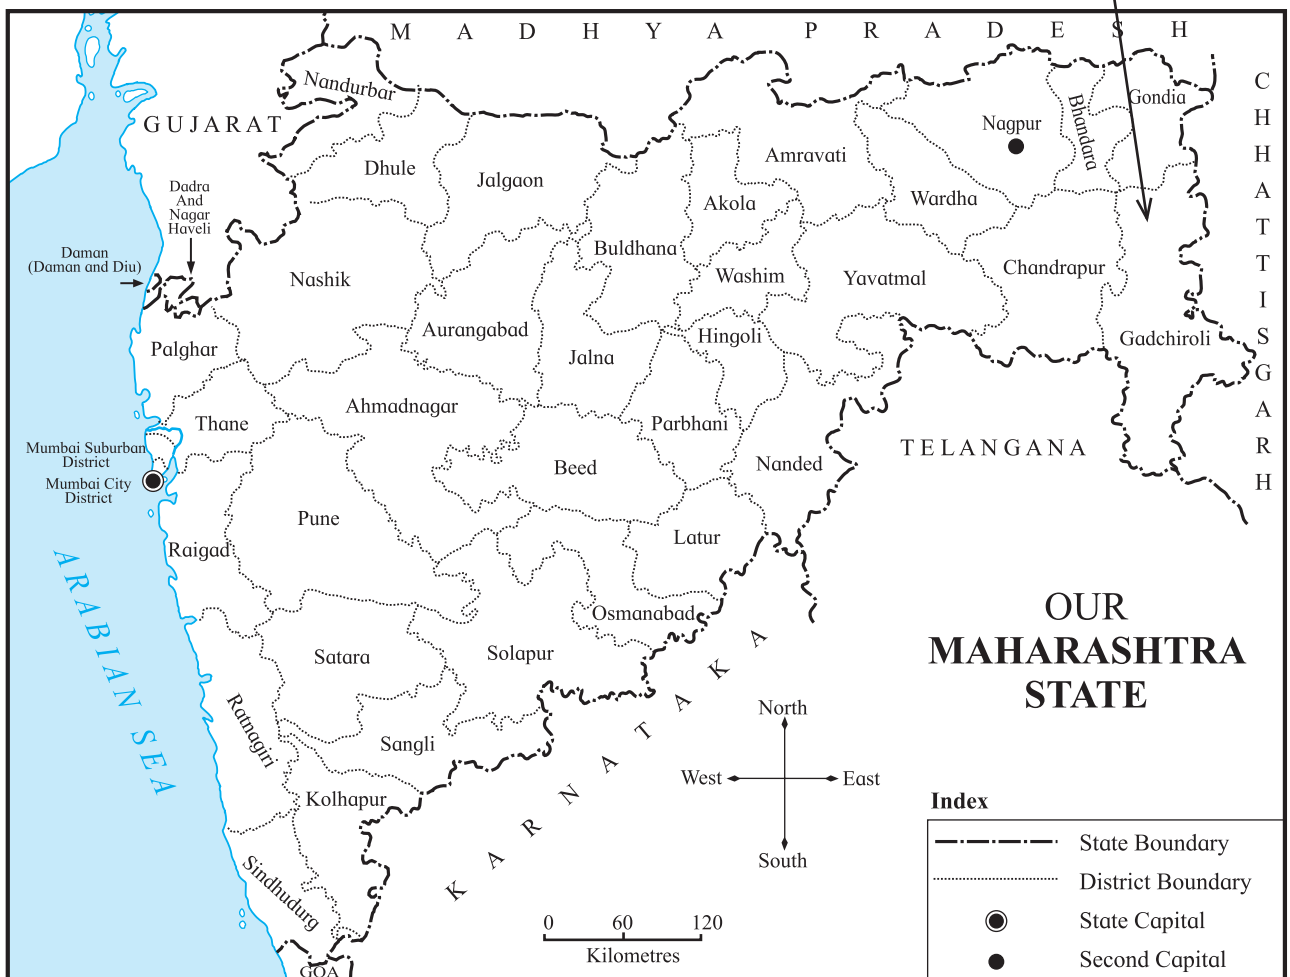 MADHYA PRADESH
CHHATTISGARH
Nandurbar
Gondia
Bhandara
GUJARAT
Nagpur
Dhule
Jalgaon
Amravati
Dadra
And
Nagar
Haveli
Akola
Wardha
Daman
(Daman and Diu)
Nashik
Buldhana
Washim
Yavatmal
Chandrapur
Aurangabad
Hingoli
Gadchiroli
Palghar
Jalna
Ahmadnagar
Thane
Parbhani
Mumbai Suburban
District
Mumbai City
District
Beed
Nanded
TELANGANA
Pune
Raigad
Latur
ARABIAN SEA
Osmanabad
OUR
MAHARASHTRA
STATE
Satara
Solapur
KARNATAKA
Ratnagiri
Sangli
Kolhapur
North
West
East
South
Sindhudurg
GOA
0 60 120
Kilometres
Index
State Boundary
District Boundary
State Capital
Second Capital